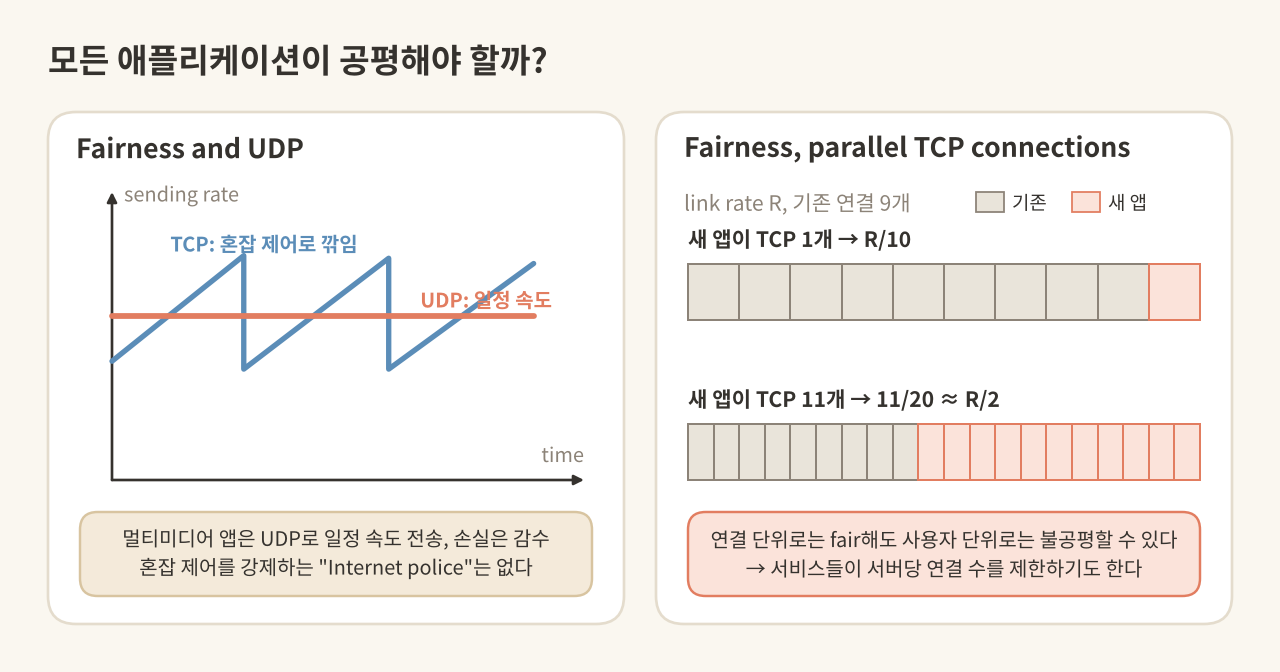 모든 애플리케이션이 공평해야 할까?
Fairness and UDP
sending rate
TCP: 혼잡 제어로 깎임
UDP: 일정 속도
time
멀티미디어 앱은 UDP로 일정 속도 전송, 손실은 감수
혼잡 제어를 강제하는 "Internet police"는 없다
Fairness, parallel TCP connections
link rate R, 기존 연결 9개
기존
새 앱
새 앱이 TCP 1개 → R/10
새 앱이 TCP 11개 → 11/20 ≈ R/2
연결 단위로는 fair해도 사용자 단위로는 불공평할 수 있다
→ 서비스들이 서버당 연결 수를 제한하기도 한다